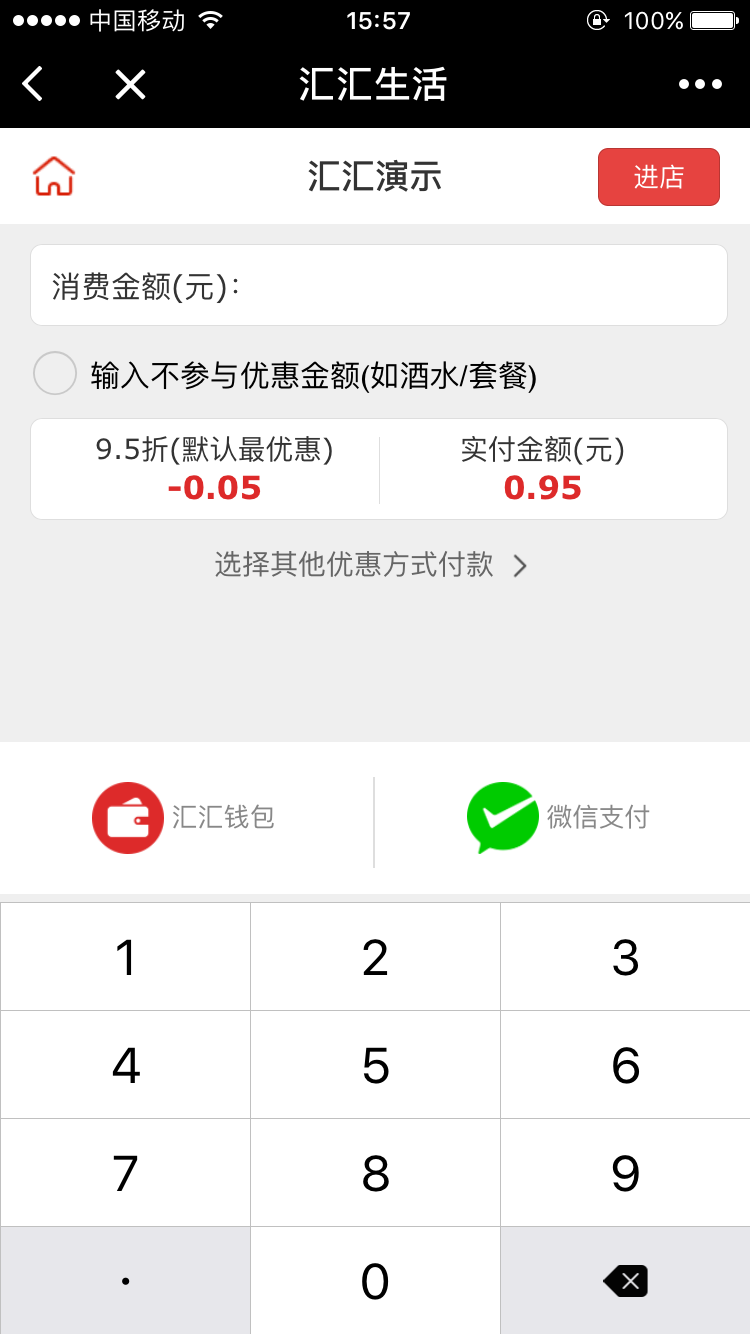 中国移动 15:57 100%
汇汇生活
汇汇演示 进店
消费金额(元):
输入不参与优惠金额(如酒水/套餐)
9.5折(默认最优惠) 实付金额(元)
-0.05 0.95
选择其他优惠方式付款
汇汇钱包 微信支付
1 2 3
4 5 6
7 8 9
. 0